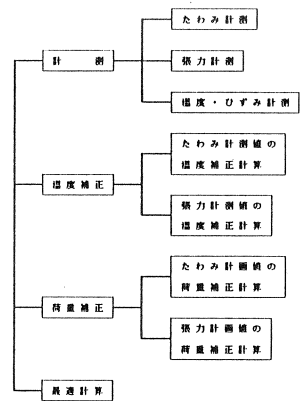 たわみ計測
計測
張力計測
温度・ひずみ計測
たわみ計測値の
温度補正計算
温度補正
張力計測値の
温度補正計算
たわみ計画値の
荷重補正計算
荷重補正
張力計画値の
荷重補正計算
最適計算